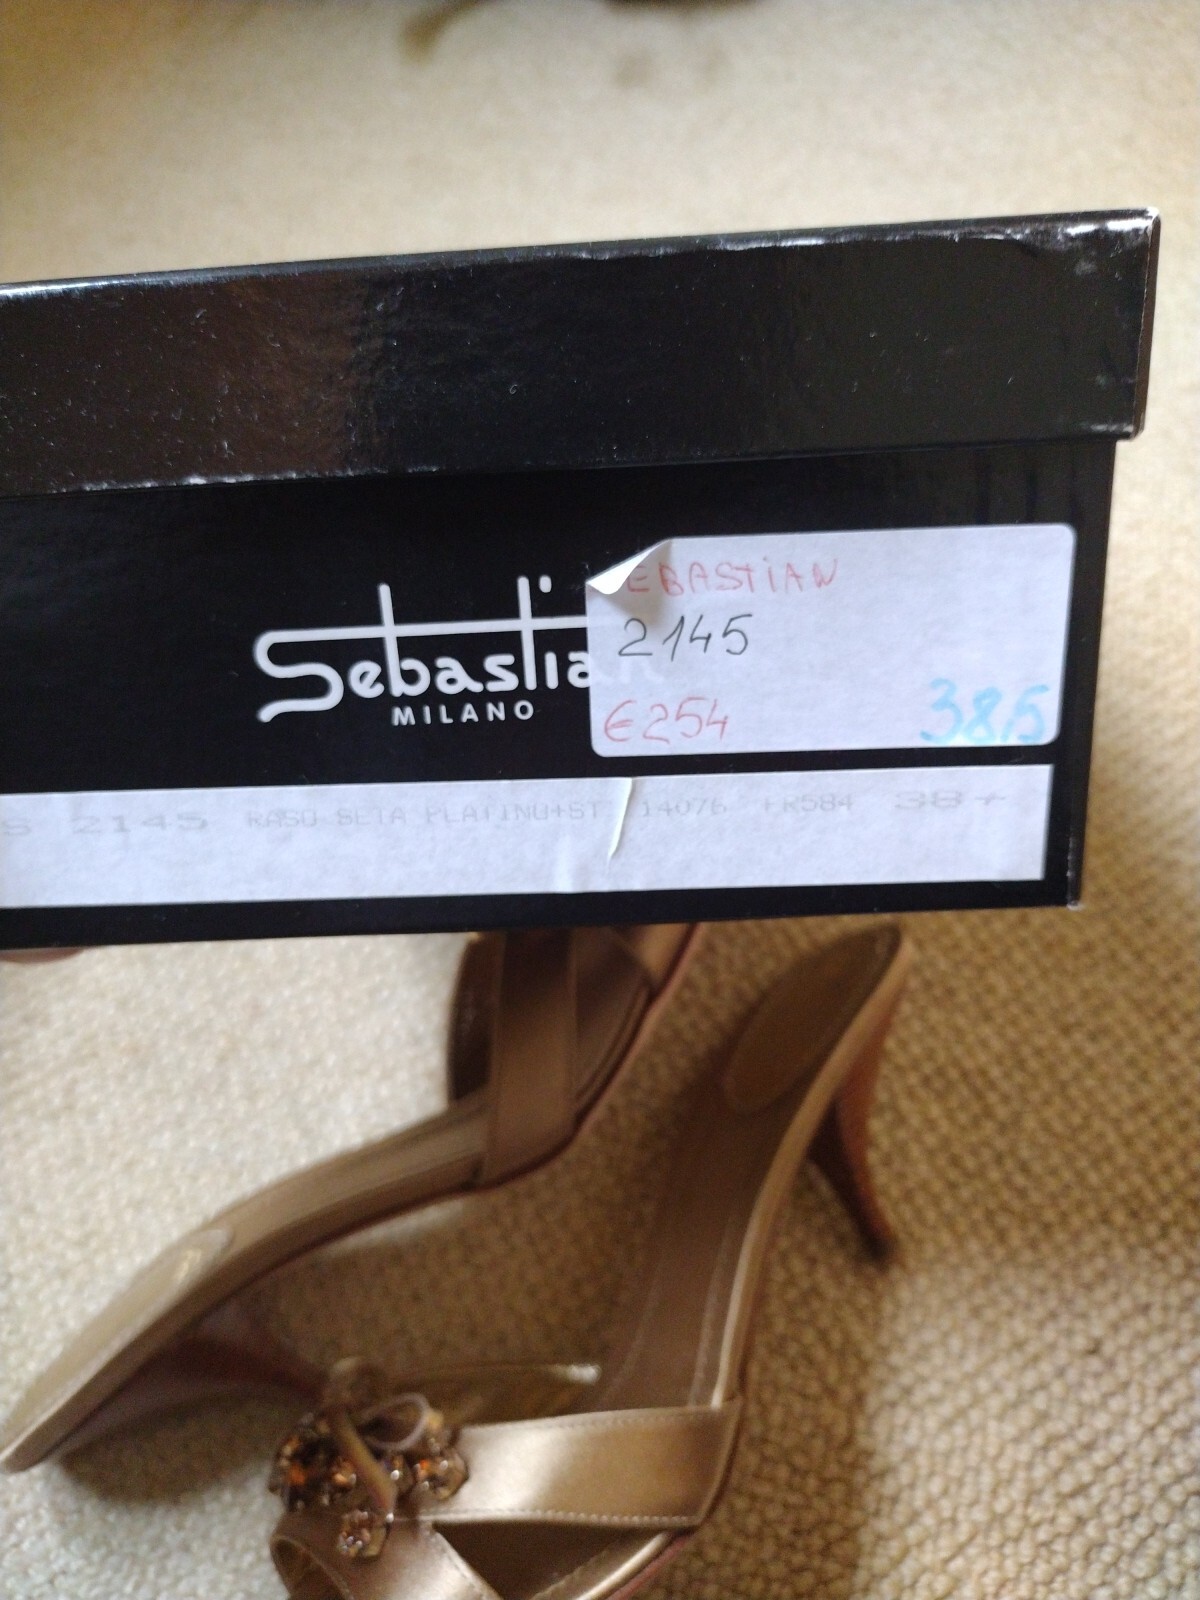 Sebastian
MILANO
EBASTIAN
2145
€254
38,5
S 2145 RASO SETA PLATINO+ST 14076 FR584 38+